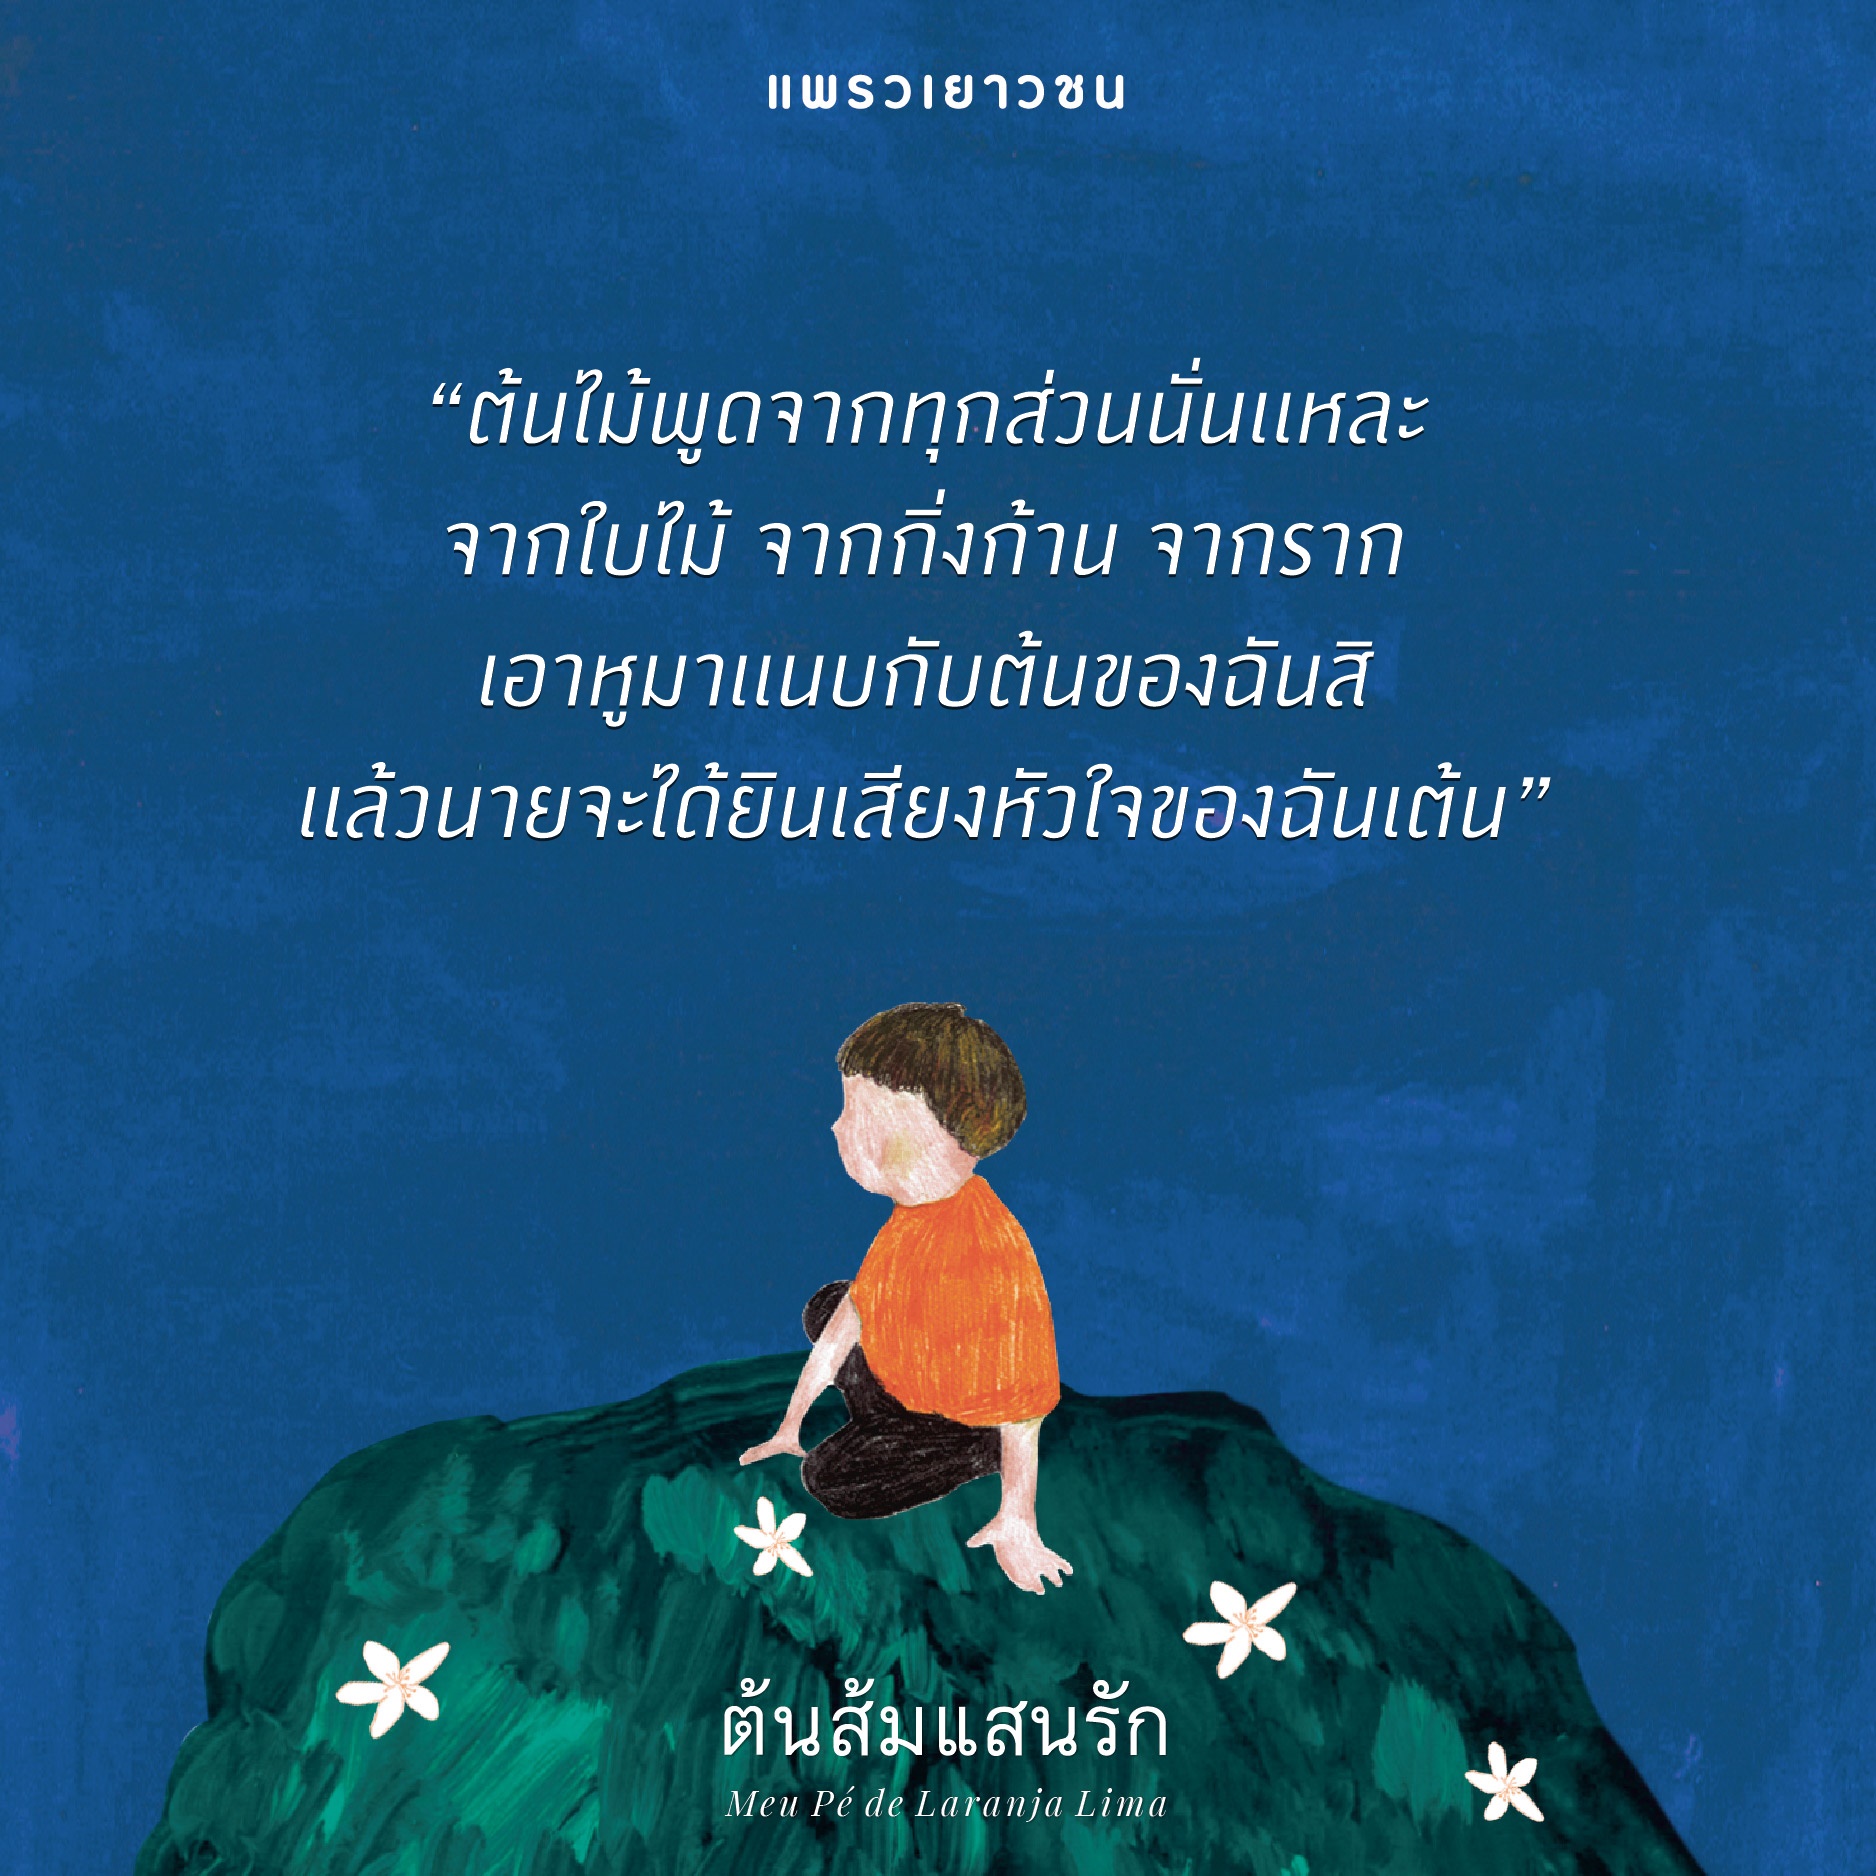 แพรวเยาวชน
“ต้นไม้พูดจากทุกส่วนนั่นแหละ
จากใบไม้ จากกิ่งก้าน จากราก
เอาหูมาแนบกับต้นของฉันสิ
แล้วนายจะได้ยินเสียงหัวใจของฉันเต้น”
ต้นส้มแสนรัก
Meu Pé de Laranja Lima